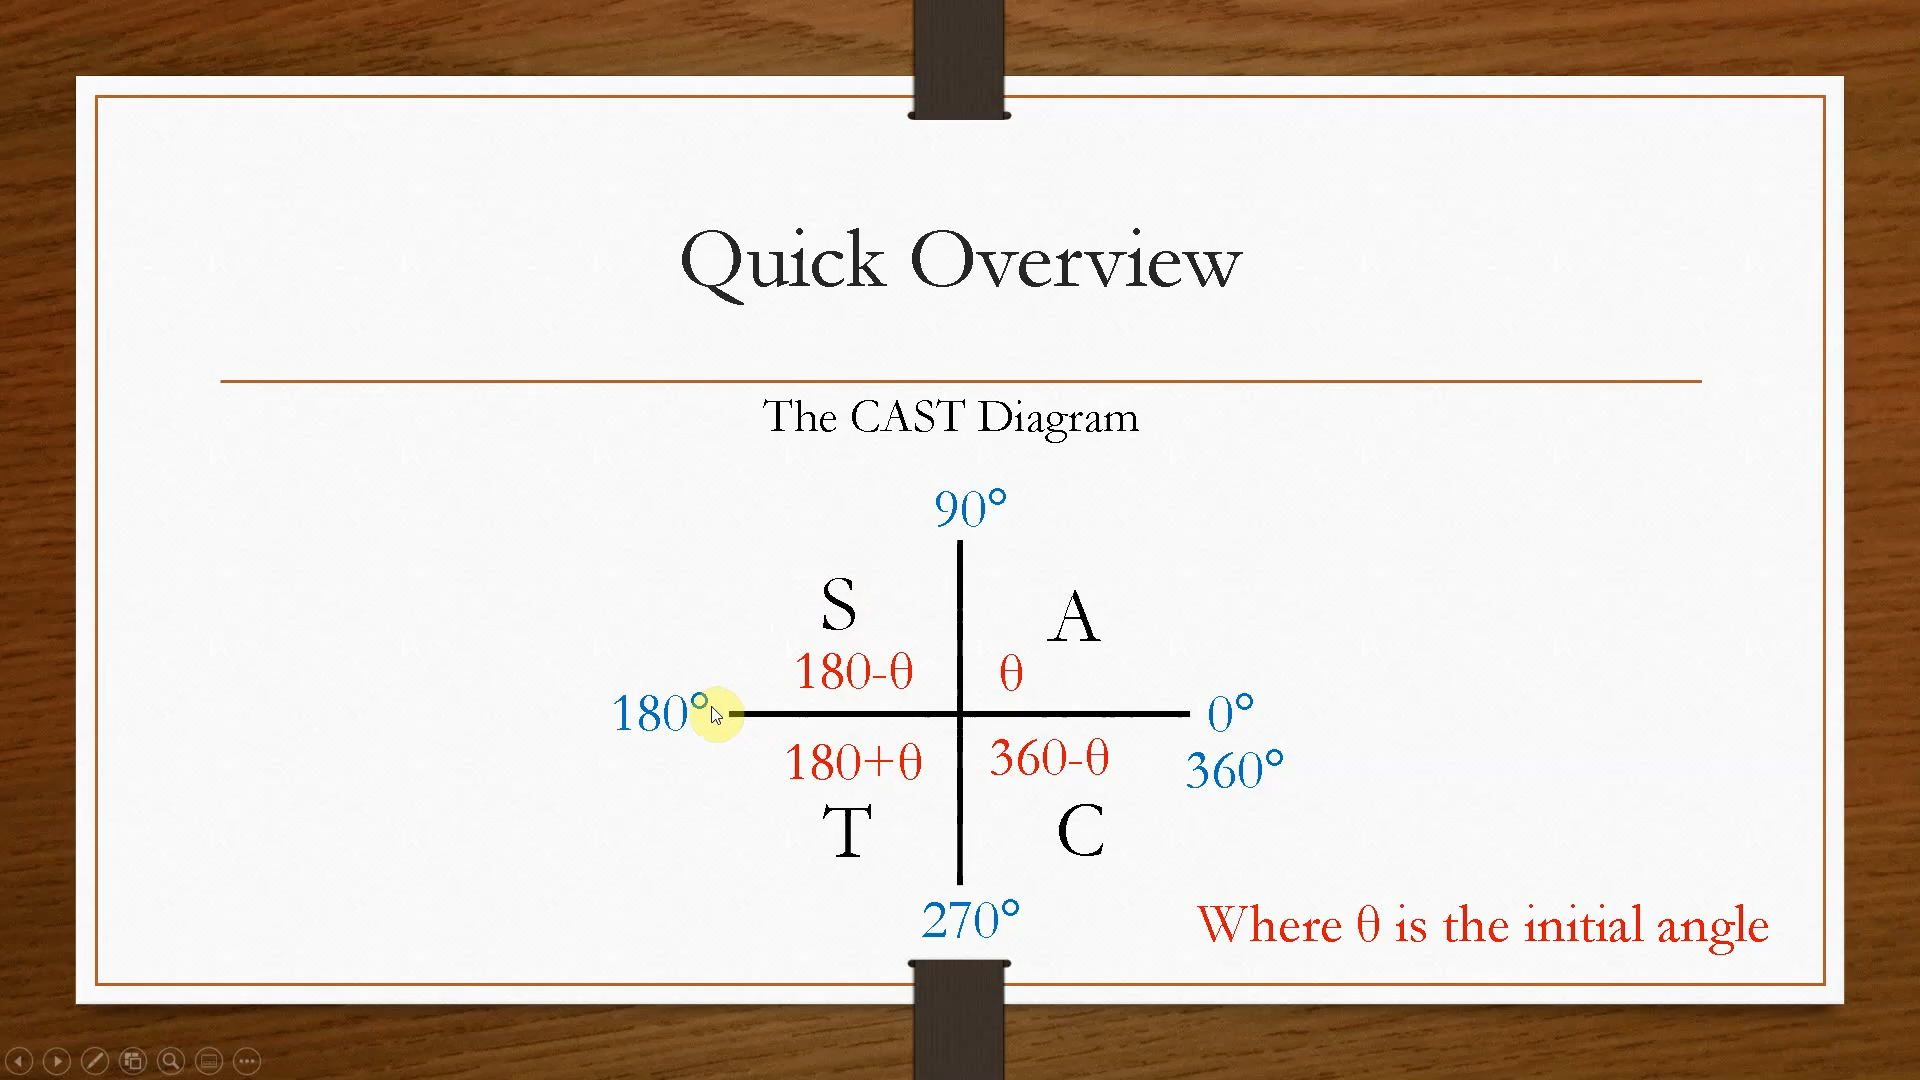 Quick Overview
The CAST Diagram
90°
S
A
180-θ
θ
180°
0°
180+θ
360-θ
360°
T
C
270°
Where θ is the initial angle